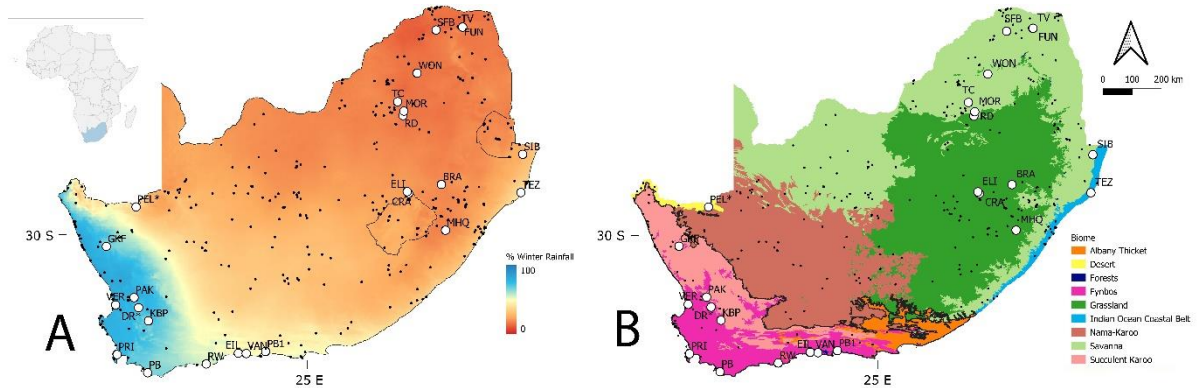 A
SFB
TV
FUN
WON
TC
MOR
RD
SIB
TEZ
BRA
ELI
CRA
MHQ
PEL*
30 S
GKF
VER
PAK
DR*
KBP
PRI
PB
RW
EIL
VAN
PB1
25 E
% Winter Rainfall
100
0
B
SFB
TV
FUN
WON
TC
MOR
RD
SIB
TEZ
BRA
ELI
CRA
MHQ
PEL*
30 S
GKF
VER
PAK
DR*
KBP
PRI
PB
RW
EIL
VAN
PB1
25 E
0 100 200 km
Biome
Albany Thicket
Desert
Forests
Fynbos
Grassland
Indian Ocean Coastal Belt
Nama-Karoo
Savanna
Succulent Karoo